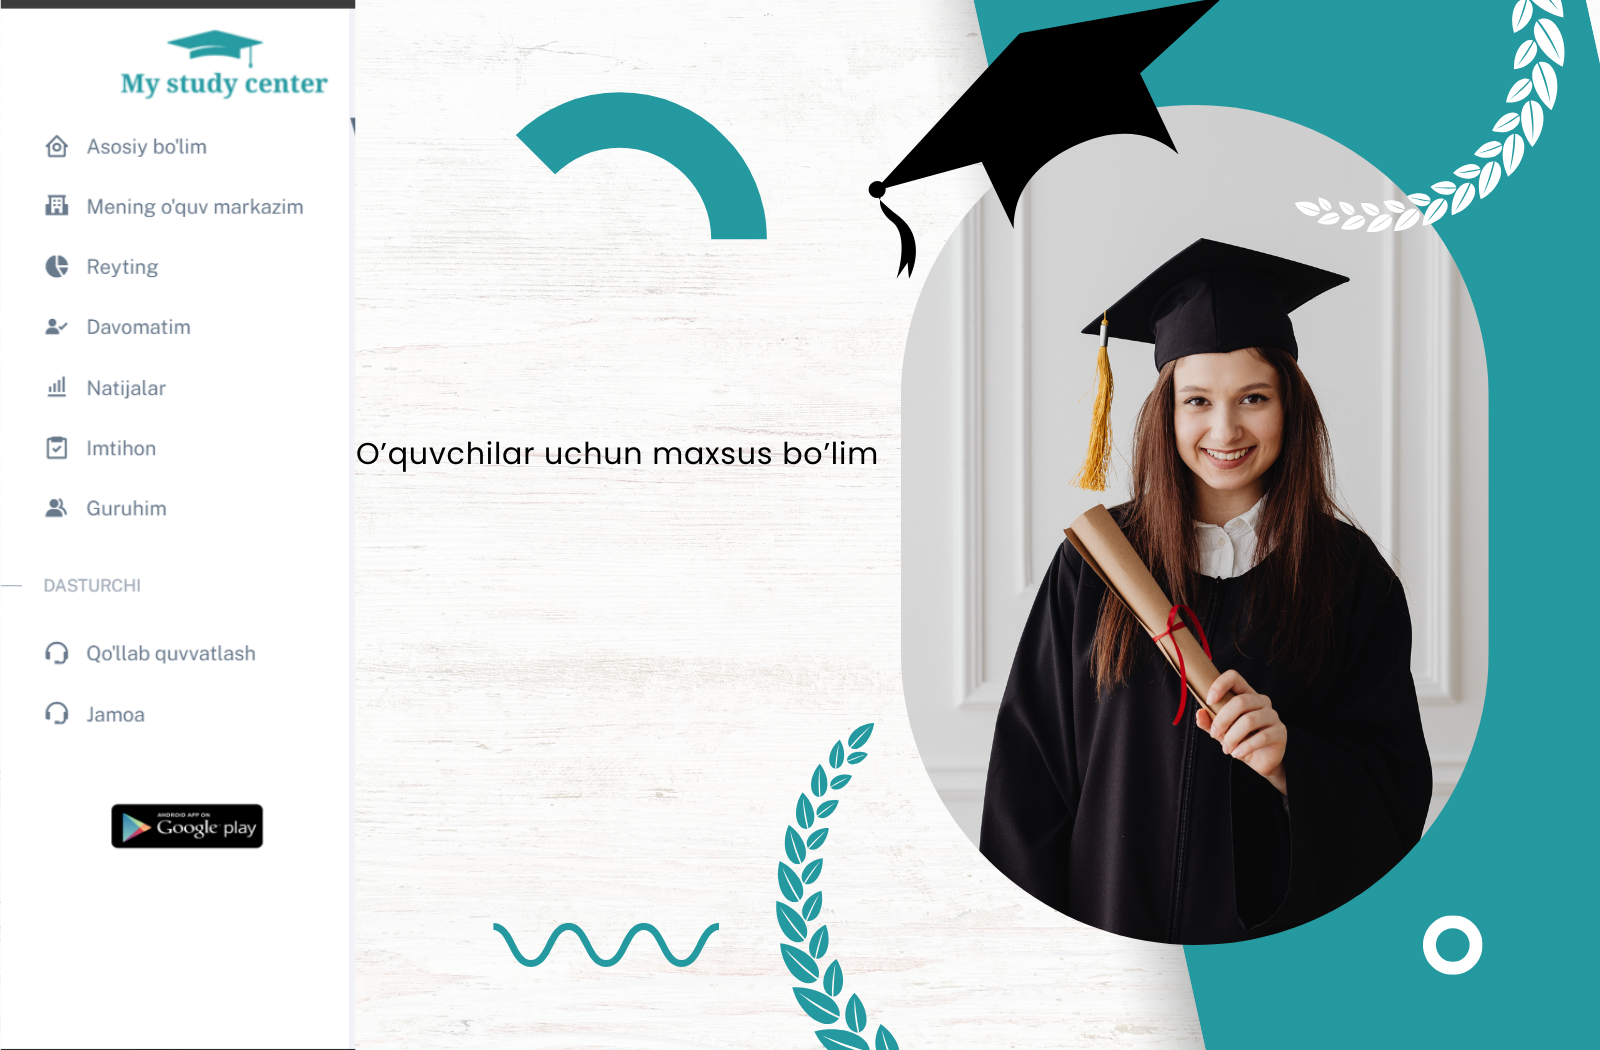 My study center
Asosiy bo'lim
Mening o'quv markazim
Reyting
Davomatim
Natijalar
Imtihon
Guruhim
DASTURCHI
Qo'llab quvvatlash
Jamoa
ANDROID APP ON
Google play
O’quvchilar uchun maxsus bo’lim